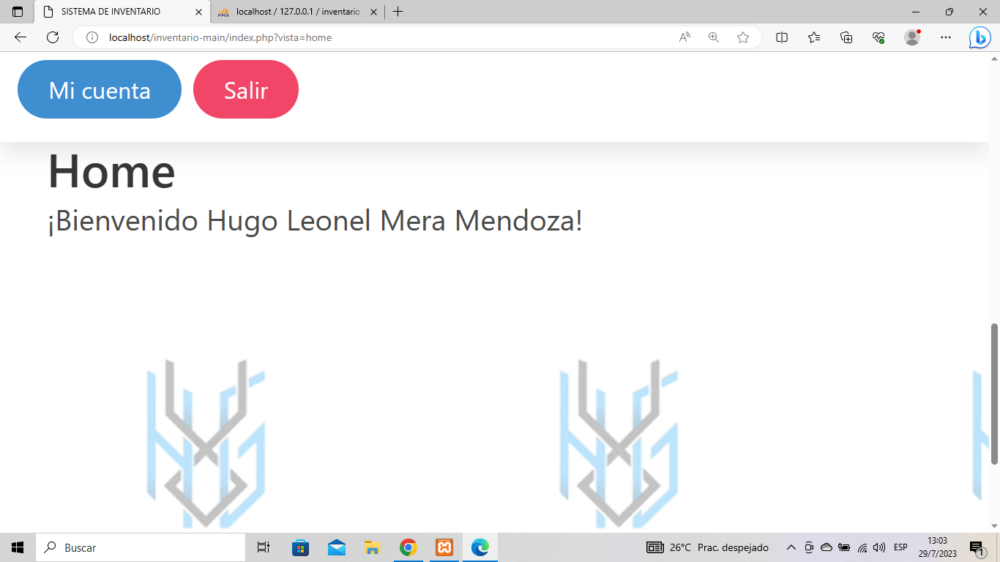 SISTEMA DE INVENTARIO
localhost / 127.0.0.1 / inventario
localhost/inventario-main/index.php?vista=home
Mi cuenta
Salir
Home
¡Bienvenido Hugo Leonel Mera Mendoza!
Buscar
26°C Prac. despejado
ESP
13:03
29/7/2023
1